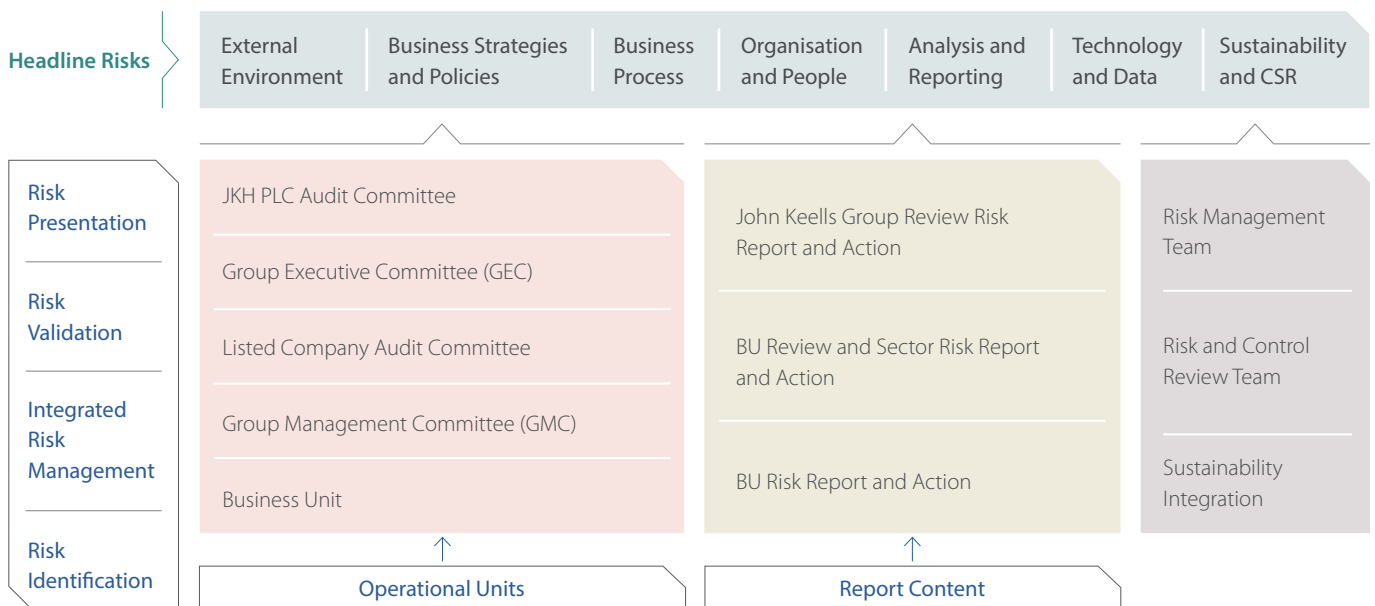 Headline Risks
External
Environment
Business Strategies
and Policies
Business
Process
Organisation
and People
Analysis and
Reporting
Technology
and Data
Sustainability
and CSR
Risk
Presentation
Risk
Validation
Integrated
Risk
Management
Risk
Identification
JKH PLC Audit Committee
Group Executive Committee (GEC)
Listed Company Audit Committee
Group Management Committee (GMC)
Business Unit
Operational Units
John Keells Group Review Risk
Report and Action
BU Review and Sector Risk Report
and Action
BU Risk Report and Action
Report Content
Risk Management
Team
Risk and Control
Review Team
Sustainability
Integration